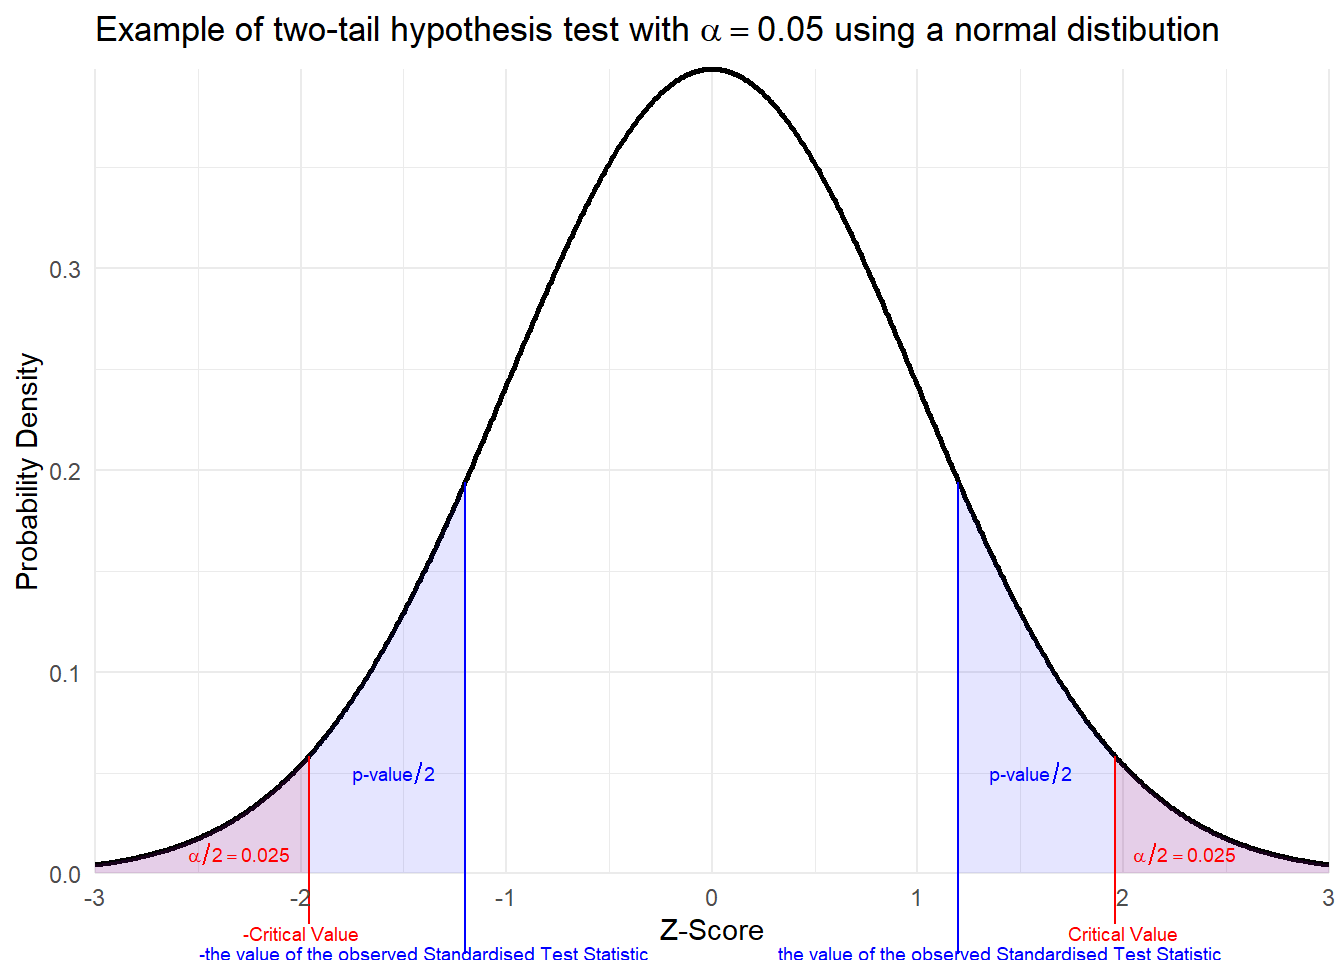 Example of two-tail hypothesis test with α = 0.05 using a normal distibution
Probability Density
0.3
0.2
0.1
0.0
p-value/2
p-value/2
α/2 = 0.025
α/2 = 0.025
-3
-2
-1
0
1
2
3
Z-Score
-Critical Value
Critical Value
-the value of the observed Standardised Test Statistic
the value of the observed Standardised Test Statistic